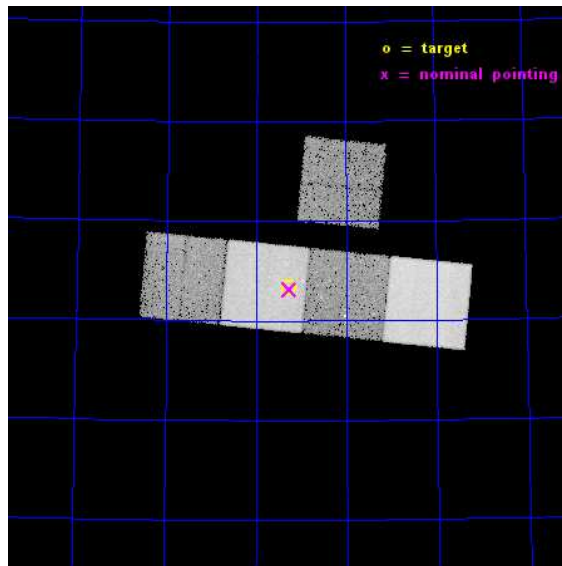 o = target
x = nominal pointing